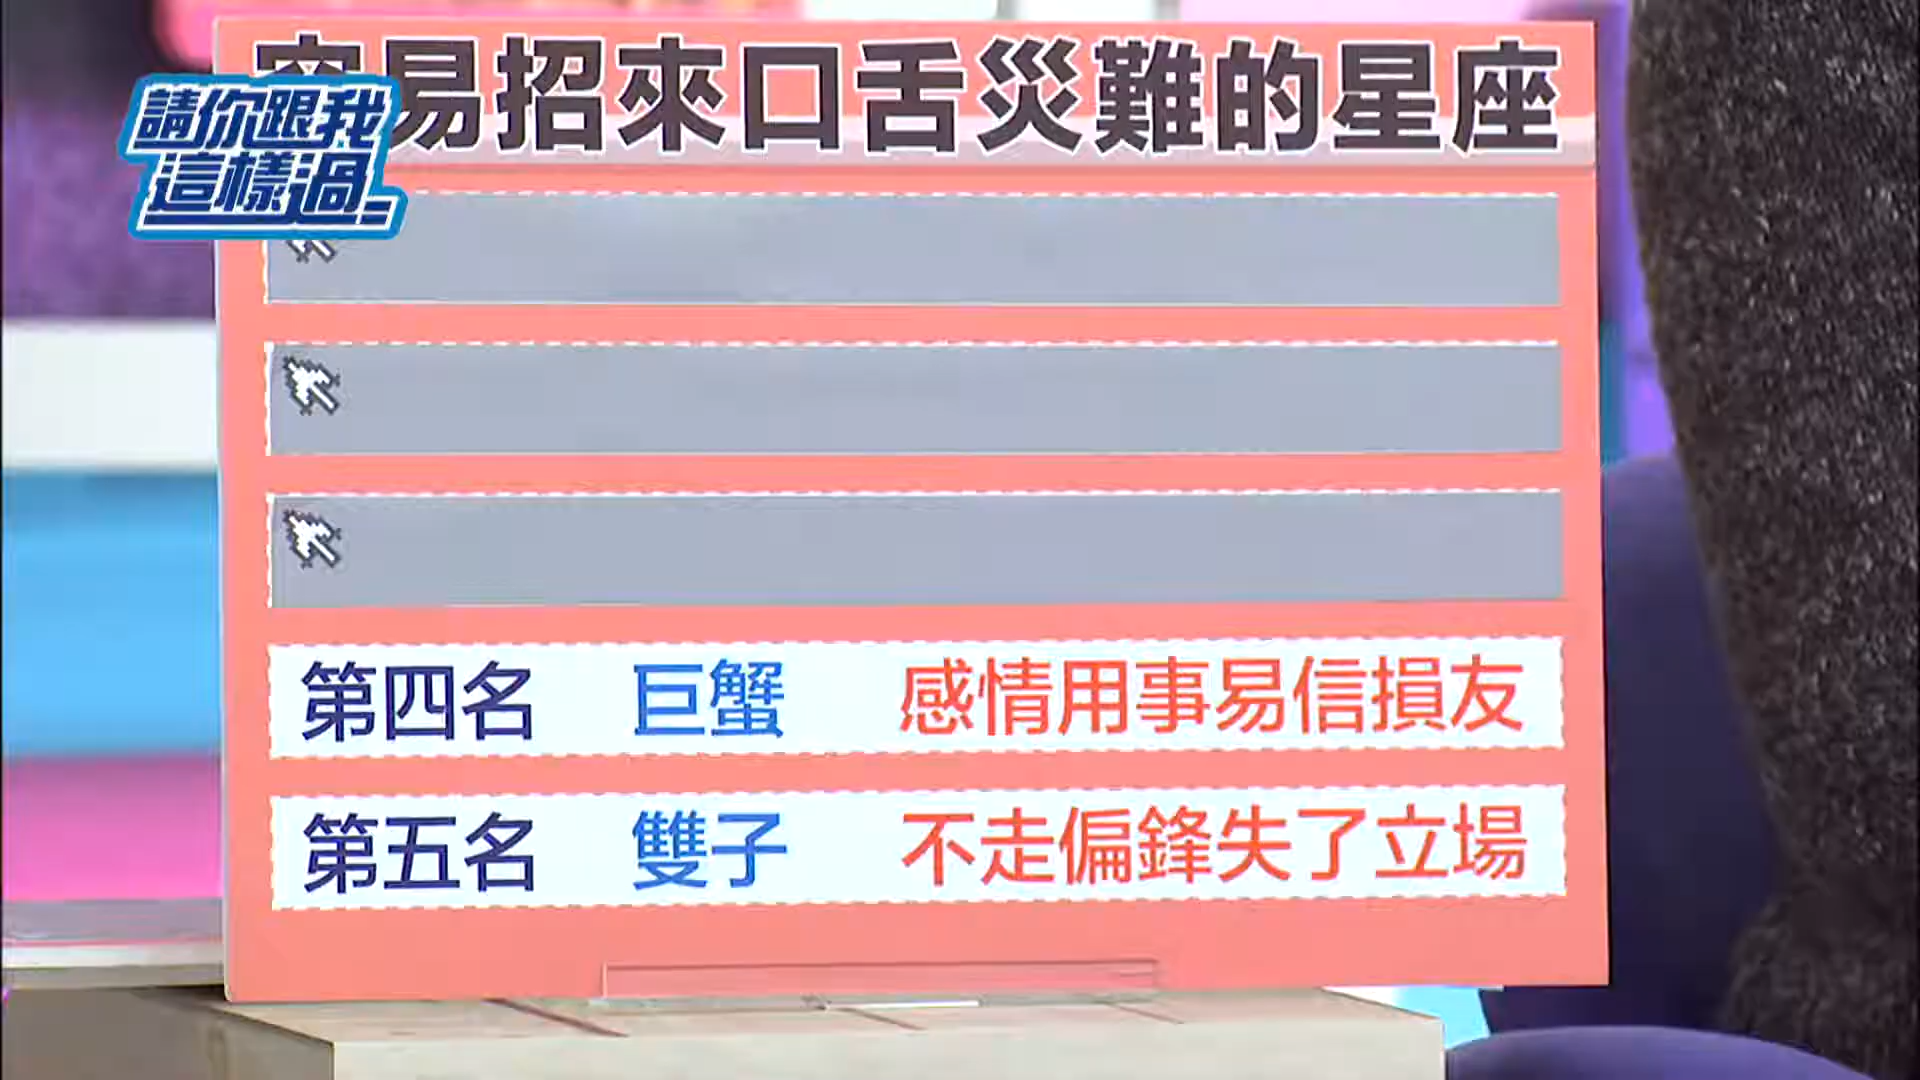 容易招來口舌災難的星座
請你跟我
這樣過
第四名 巨蟹 感情用事易信損友
第五名 雙子 不走偏鋒失了立場